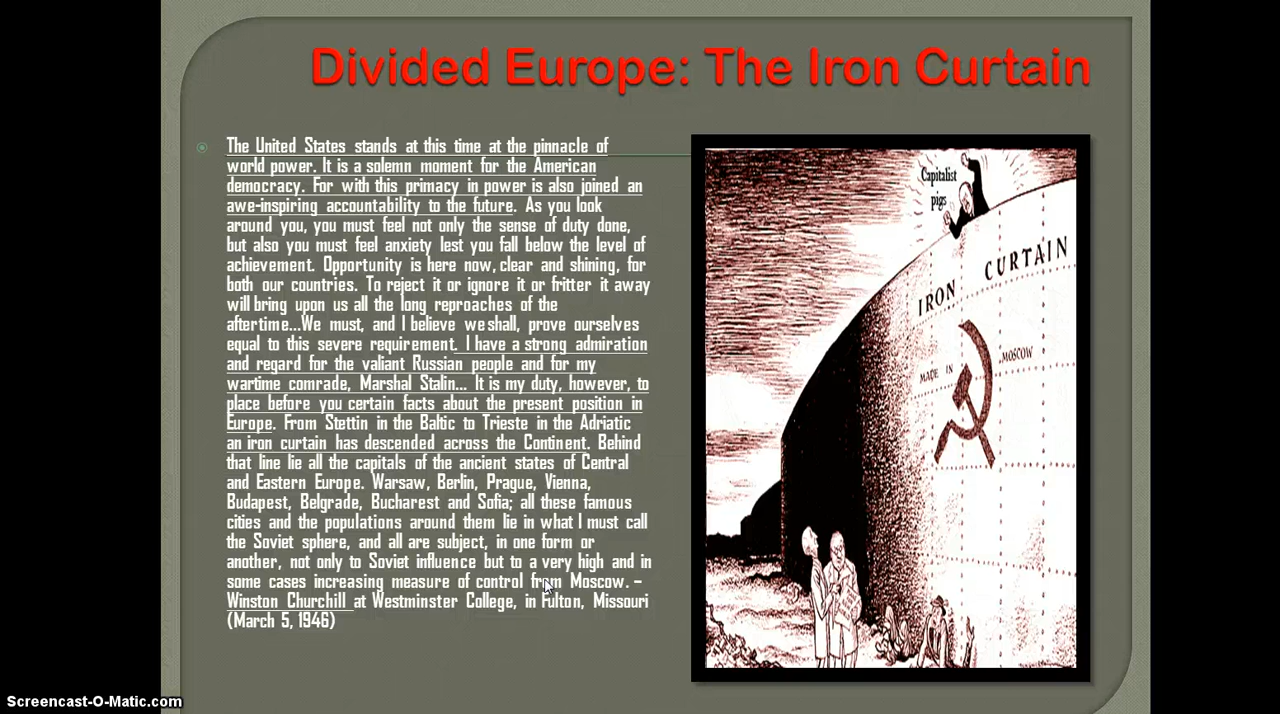 Divided Europe: The Iron Curtain
The United States stands at this time at the pinnacle of
world power. It is a solemn moment for the American
democracy. For with this primacy in power is also joined an
awe-inspiring accountability to the future. As you look
around you, you must feel not only the sense of duty done,
but also you must feel anxiety lest you fall below the level of
achievement. Opportunity is here now, clear and shining, for
both our countries. To reject it or ignore it or fritter it away
will bring upon us all the long reproaches of the
aftertime...We must, and I believe we shall, prove ourselves
equal to this severe requirement. I have a strong admiration
and regard for the valiant Russian people and for my
wartime comrade, Marshal Stalin... It is my duty, however, to
place before you certain facts about the present position in
Europe. From Stettin in the Baltic to Trieste in the Adriatic
an iron curtain has descended across the Continent. Behind
that line lie all the capitals of the ancient states of Central
and Eastern Europe. Warsaw, Berlin, Prague, Vienna,
Budapest, Belgrade, Bucharest and Sofia; all these famous
cities and the populations around them lie in what I must call
the Soviet sphere, and all are subject, in one form or
another, not only to Soviet influence but to a very high and in
some cases increasing measure of control from Moscow. –
Winston Churchill at Westminster College, in Fulton, Missouri
(March 5, 1946)
Capitalist
pigs
IRON CURTAIN
MADE IN MOSCOW
Screencast-O-Matic.com